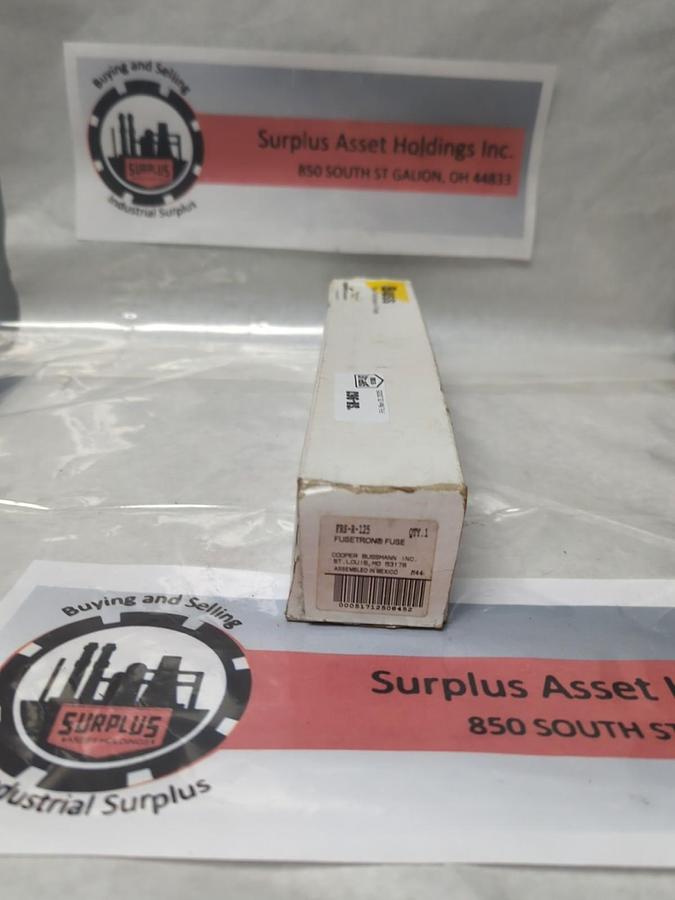 Buying and Selling
SURPLUS
Industrial Surplus
Surplus Asset Holdings Inc.
850 SOUTH ST GALION, OH 44833
BUSS
FRS-R-125 QTY.1
FUSETRON® FUSE
COOPER BUSSMANN INC.
ST. LOUIS, MO 63178
ASSEMBLED IN MEXICO M44
00051712508452
Buying and Selling
SURPLUS
Industrial Surplus
Surplus Asset
850 SOUTH ST